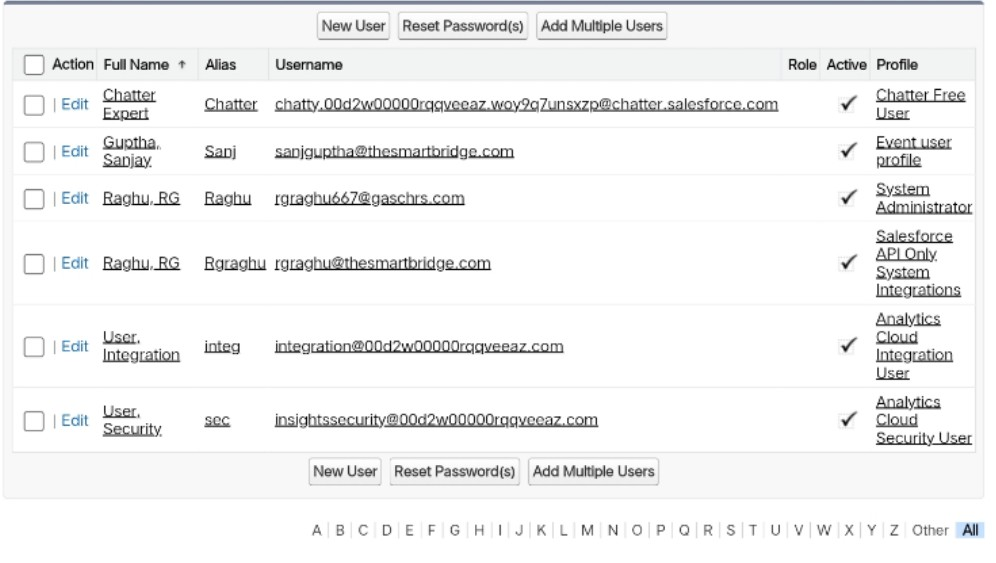 New User Reset Password(s) Add Multiple Users
Action Full Name ↑ Alias Username Role Active Profile
| Edit Chatter Expert Chatter chatty.00d2w00000rqqveeaz.woy9q7unsxzp@chatter.salesforce.com ✓ Chatter Free User
| Edit Guptha, Sanjay Sanj sanjguptha@thesmartbridge.com ✓ Event user profile
| Edit Raghu, RG Raghu rgraghu667@gaschrs.com ✓ System Administrator
| Edit Raghu, RG Rgraghu rgraghu@thesmartbridge.com ✓ Salesforce API Only System Integrations
| Edit User, Integration integ integration@00d2w00000rqqveeaz.com ✓ Analytics Cloud Integration User
| Edit User, Security sec insightssecurity@00d2w00000rqqveeaz.com ✓ Analytics Cloud Security User
New User Reset Password(s) Add Multiple Users
A | B | C | D | E | F | G | H | I | J | K | L | M | N | O | P | Q | R | S | T | U | V | W | X | Y | Z | Other All